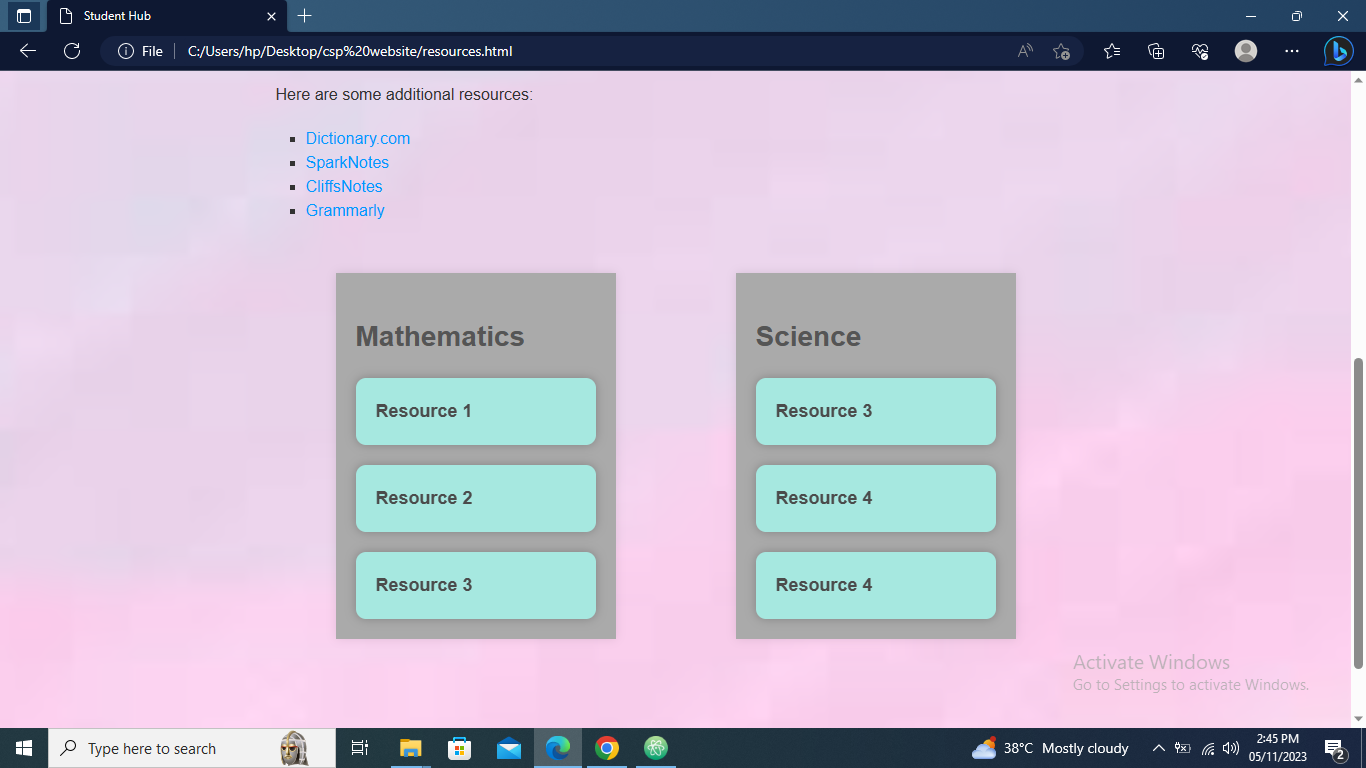 Student Hub
File
C:/Users/hp/Desktop/csp%20website/resources.html
Here are some additional resources:
Dictionary.com
SparkNotes
CliffsNotes
Grammarly
Mathematics
Resource 1
Resource 2
Resource 3
Science
Resource 3
Resource 4
Resource 4
Activate Windows
Go to Settings to activate Windows.
Type here to search
38°C Mostly cloudy
2:45 PM
05/11/2023
2